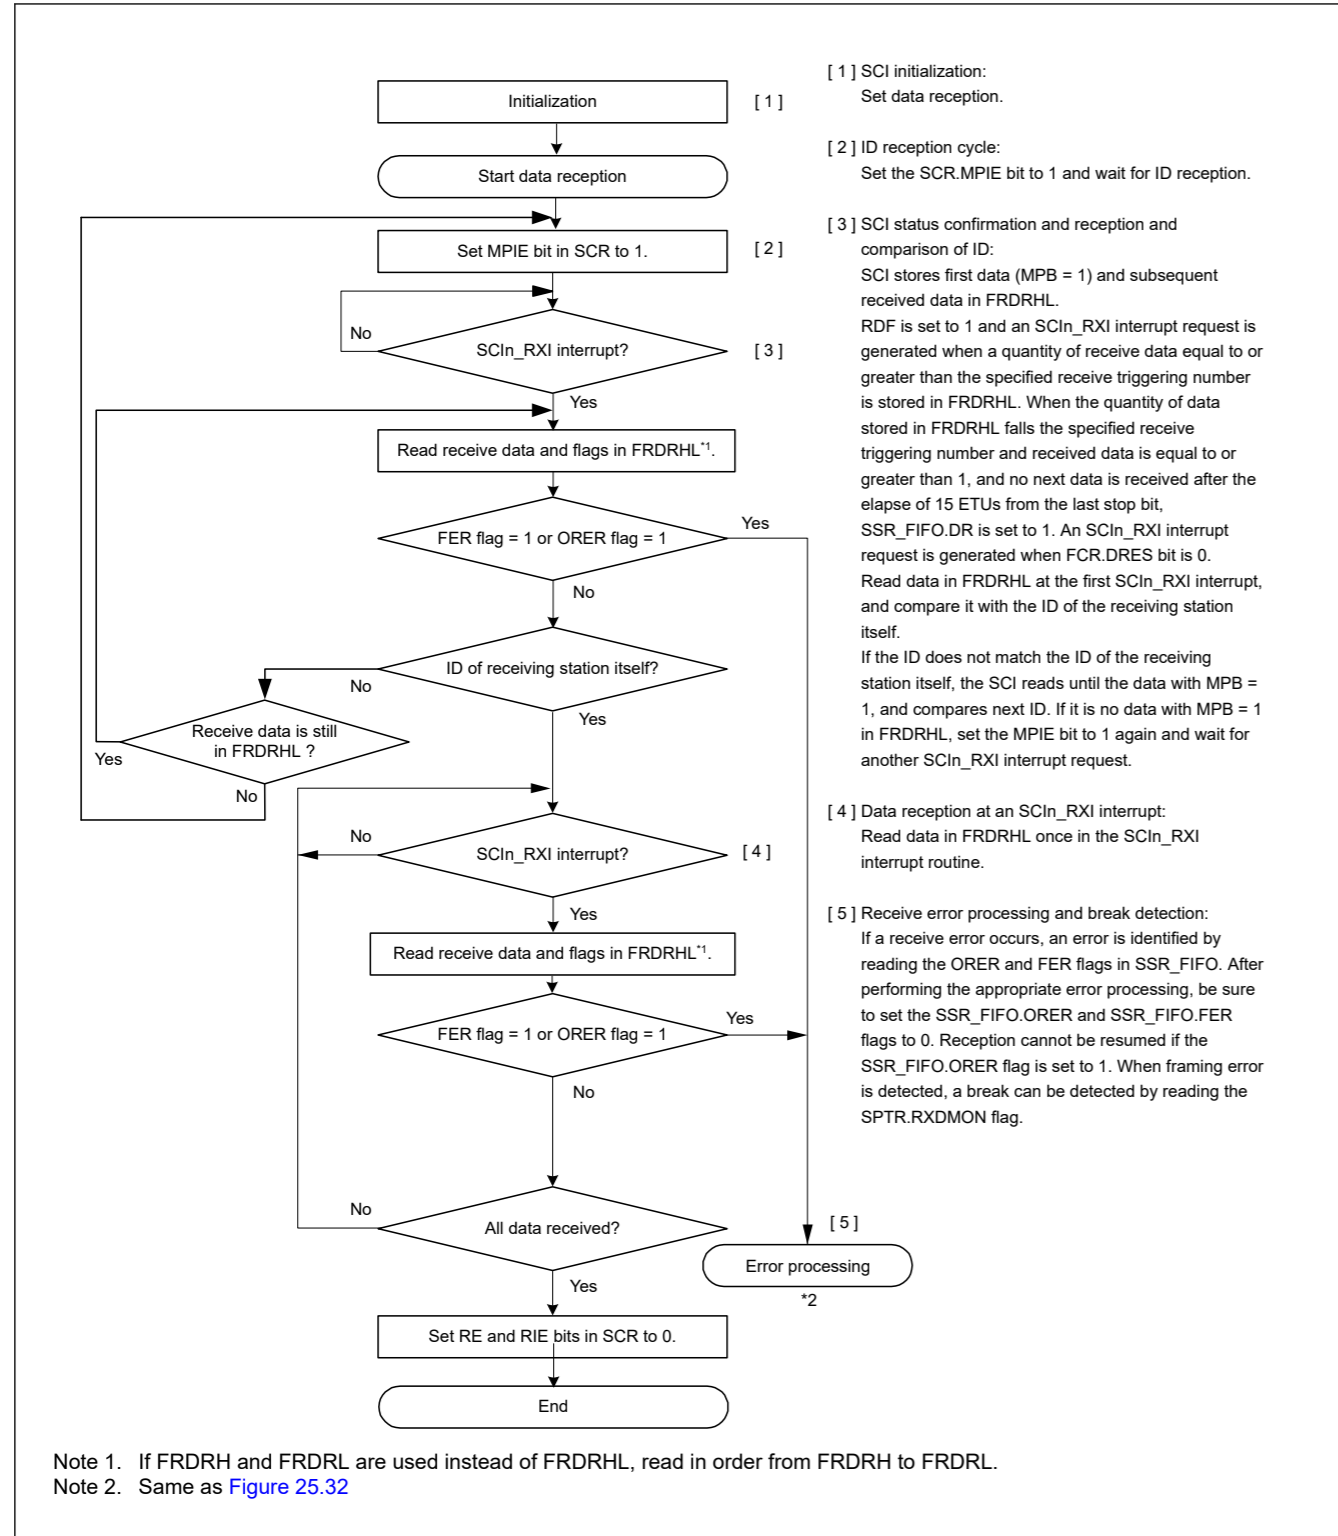 Initialization
[ 1 ]
Start data reception
Set MPIE bit in SCR to 1.
[ 2 ]
No
SCIn_RXI interrupt?
[ 3 ]
Yes
Read receive data and flags in FRDRHL*1.
FER flag = 1 or ORER flag = 1
Yes
No
ID of receiving station itself?
No
Yes
Receive data is still
in FRDRHL ?
Yes
No
No
SCIn_RXI interrupt?
[ 4 ]
Yes
Read receive data and flags in FRDRHL*1.
FER flag = 1 or ORER flag = 1
Yes
No
No
All data received?
[ 5 ]
Error processing
*2
Yes
Set RE and RIE bits in SCR to 0.
End
[ 1 ] SCI initialization:
Set data reception.
[ 2 ] ID reception cycle:
Set the SCR.MPIE bit to 1 and wait for ID reception.
[ 3 ] SCI status confirmation and reception and
comparison of ID:
SCI stores first data (MPB = 1) and subsequent
received data in FRDRHL.
RDF is set to 1 and an SCIn_RXI interrupt request is
generated when a quantity of receive data equal to or
greater than the specified receive triggering number
is stored in FRDRHL. When the quantity of data
stored in FRDRHL falls the specified receive
triggering number and received data is equal to or
greater than 1, and no next data is received after the
elapse of 15 ETUs from the last stop bit,
SSR_FIFO.DR is set to 1. An SCIn_RXI interrupt
request is generated when FCR.DRES bit is 0.
Read data in FRDRHL at the first SCIn_RXI interrupt,
and compare it with the ID of the receiving station
itself.
If the ID does not match the ID of the receiving
station itself, the SCI reads until the data with MPB =
1, and compares next ID. If it is no data with MPB = 1
in FRDRHL, set the MPIE bit to 1 again and wait for
another SCIn_RXI interrupt request.
[ 4 ] Data reception at an SCIn_RXI interrupt:
Read data in FRDRHL once in the SCIn_RXI
interrupt routine.
[ 5 ] Receive error processing and break detection:
If a receive error occurs, an error is identified by
reading the ORER and FER flags in SSR_FIFO. After
performing the appropriate error processing, be sure
to set the SSR_FIFO.ORER and SSR_FIFO.FER
flags to 0. Reception cannot be resumed if the
SSR_FIFO.ORER flag is set to 1. When framing error
is detected, a break can be detected by reading the
SPTR.RXDMON flag.
Note 1. If FRDRH and FRDRL are used instead of FRDRHL, read in order from FRDRH to FRDRL.
Note 2. Same as Figure 25.32